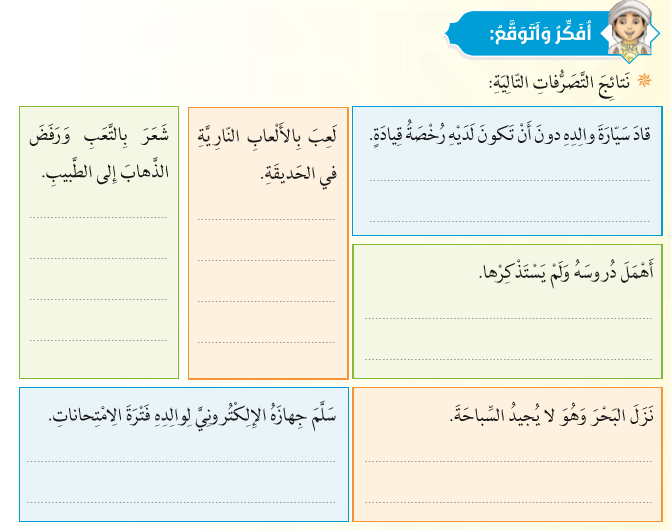 أُفَكِّرُ وَأَتَوَقَّعُ:
نَتائِجَ التَّصَرُّفاتِ التّالِيَةِ:
قادَ سَيّارَةَ والِدِهِ دونَ أَنْ تَكونَ لَدَيْهِ رُخْصَةُ قِيادَةٍ.
لَعِبَ بِالأَلْعابِ النّارِيَّةِ
في الحَديقَةِ.
شَعَرَ بِالتَّعَبِ وَرَفَضَ
الذَّهابَ إِلى الطَّبيبِ.
أَهْمَلَ دُروسَهُ وَلَمْ يَسْتَذْكِرْها.
نَزَلَ البَحْرَ وَهُوَ لا يُجيدُ السِّباحَةَ.
سَلَّمَ جِهازَهُ الإِلِكْتُرونِيَّ لِوالِدِهِ فَتْرَةَ الاِمْتِحاناتِ.